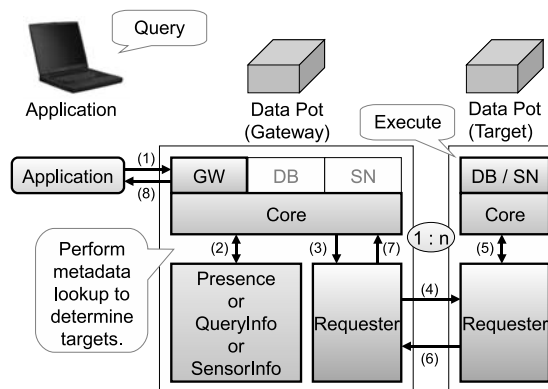 Query
Application
Data Pot
(Gateway)
Data Pot
(Target)
Execute
Application
(1)
(8)
GW
DB
SN
Core
DB / SN
Core
Perform
metadata
lookup to
determine
targets.
(2)
(3)
(7)
1 : n
(5)
Presence
or
QueryInfo
or
SensorInfo
Requester
(4)
(6)
Requester